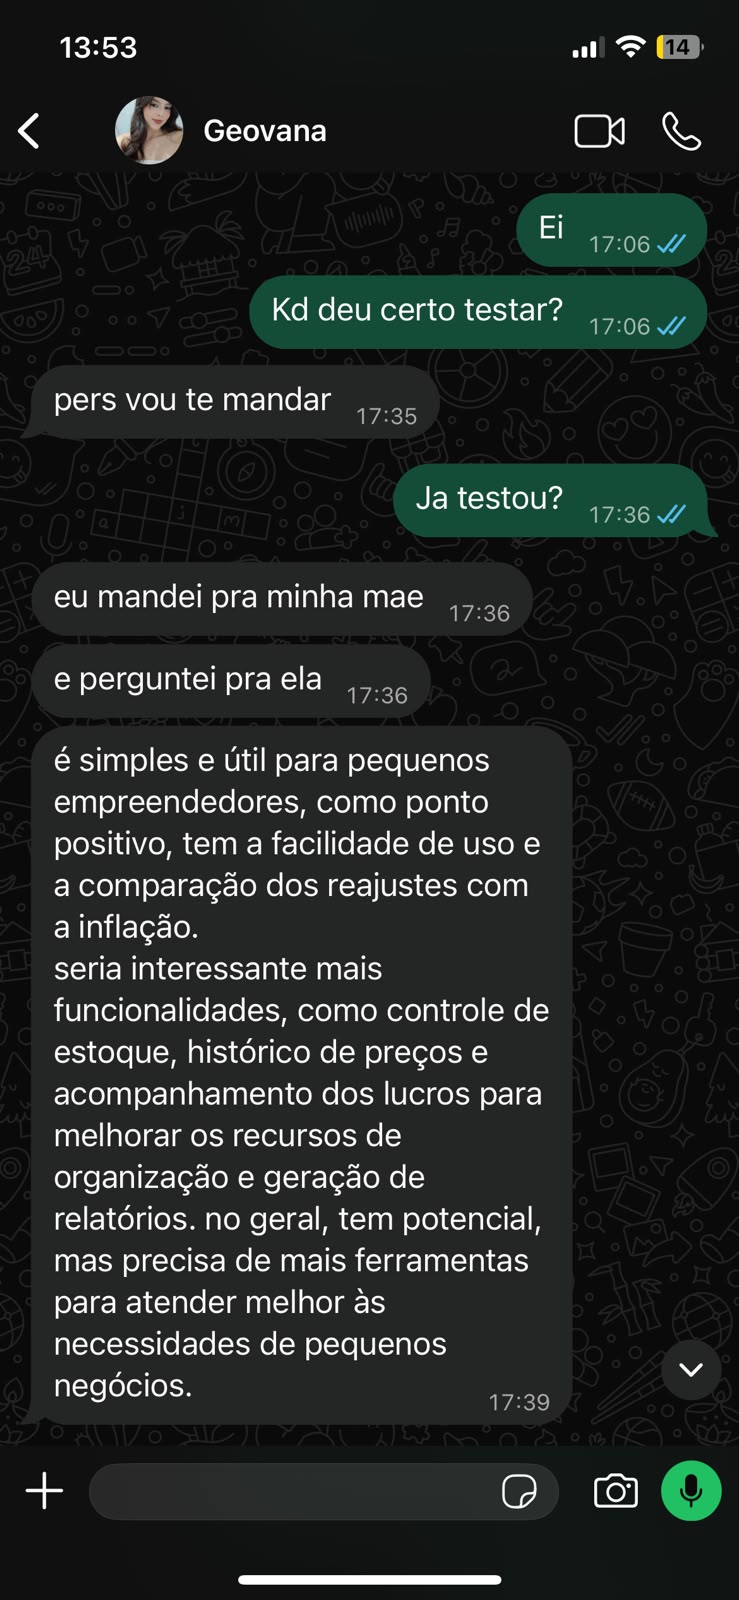 13:53
14
Geovana
Ei
17:06
Kd deu certo testar?
17:06
pers vou te mandar
17:35
Ja testou?
17:36
eu mandei pra minha mae
17:36
e perguntei pra ela
17:36
é simples e útil para pequenos
empreendedores, como ponto
positivo, tem a facilidade de uso e
a comparação dos reajustes com
a inflação.
seria interessante mais
funcionalidades, como controle de
estoque, histórico de preços e
acompanhamento dos lucros para
melhorar os recursos de
organização e geração de
relatórios. no geral, tem potencial,
mas precisa de mais ferramentas
para atender melhor às
necessidades de pequenos
negócios.
17:39